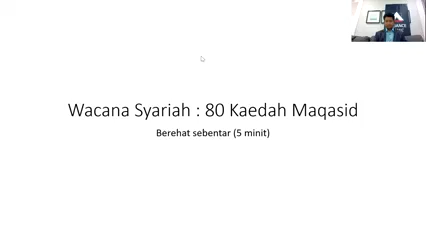 Wacana Syariah : 80 Kaedah Maqasid
Berehat sebentar (5 minit)